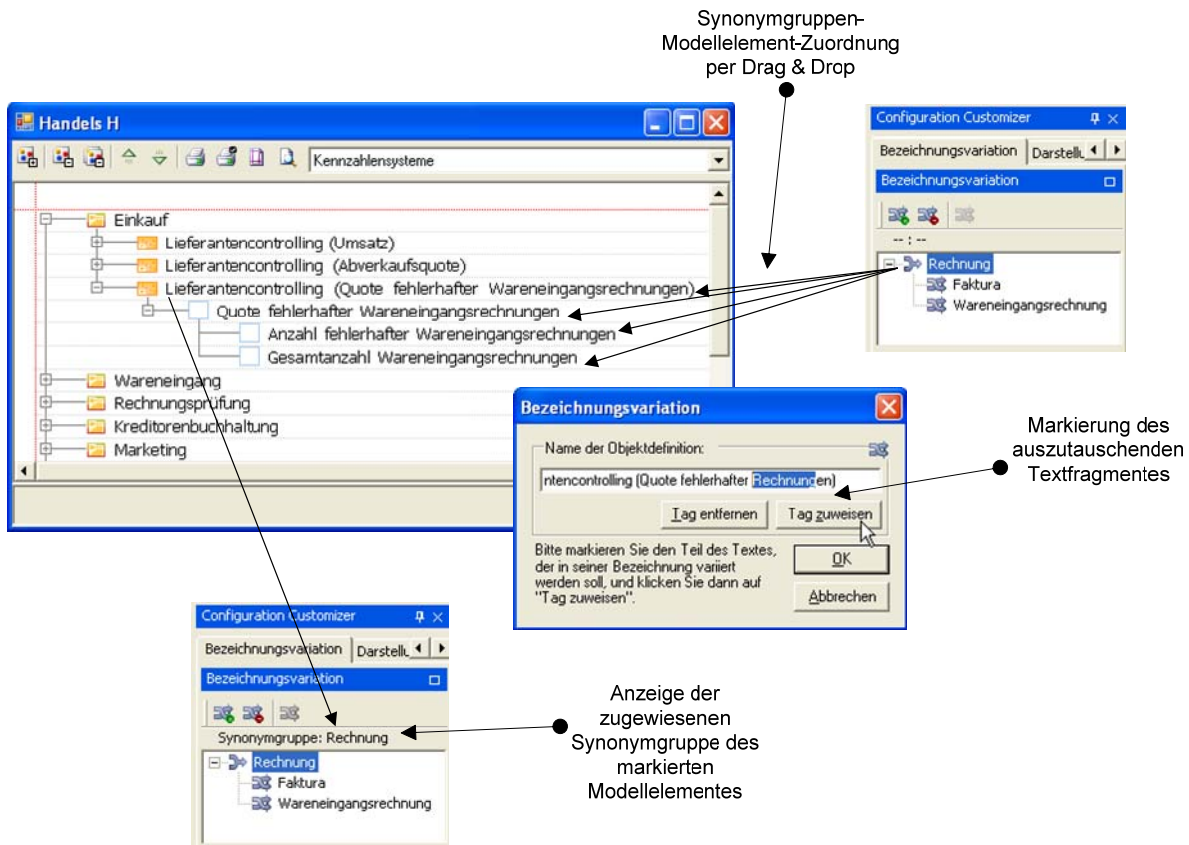 Synonymgruppen-
Modellelement-Zuordnung
per Drag & Drop
Handels H
Kennzahlensysteme
Einkauf
Lieferantencontrolling (Umsatz)
Lieferantencontrolling (Abverkaufsquote)
Lieferantencontrolling (Quote fehlerhafter Wareneingangsrechnungen)
Quote fehlerhafter Wareneingangsrechnungen
Anzahl fehlerhafter Wareneingangsrechnungen
Gesamtanzahl Wareneingangsrechnungen
Wareneingang
Rechnungsprüfung
Kreditorenbuchhaltung
Marketing
Configuration Customizer
Bezeichnungsvariation Darstell
Bezeichnungsvariation
-- : --
Rechnung
Faktura
Wareneingangsrechnung
Bezeichnungsvariation
Name der Objektdefinition:
ntencontrolling (Quote fehlerhafter Rechnungen)
Tag entfernen Tag zuweisen
Bitte markieren Sie den Teil des Textes,
der in seiner Bezeichnung variiert
werden soll, und klicken Sie dann auf
"Tag zuweisen".
OK
Abbrechen
Markierung des
auszutauschenden
Textfragmentes
Configuration Customizer
Bezeichnungsvariation Darstell
Bezeichnungsvariation
Synonymgruppe: Rechnung
Rechnung
Faktura
Wareneingangsrechnung
Anzeige der
zugewiesenen
Synonymgruppe des
markierten
Modellelementes